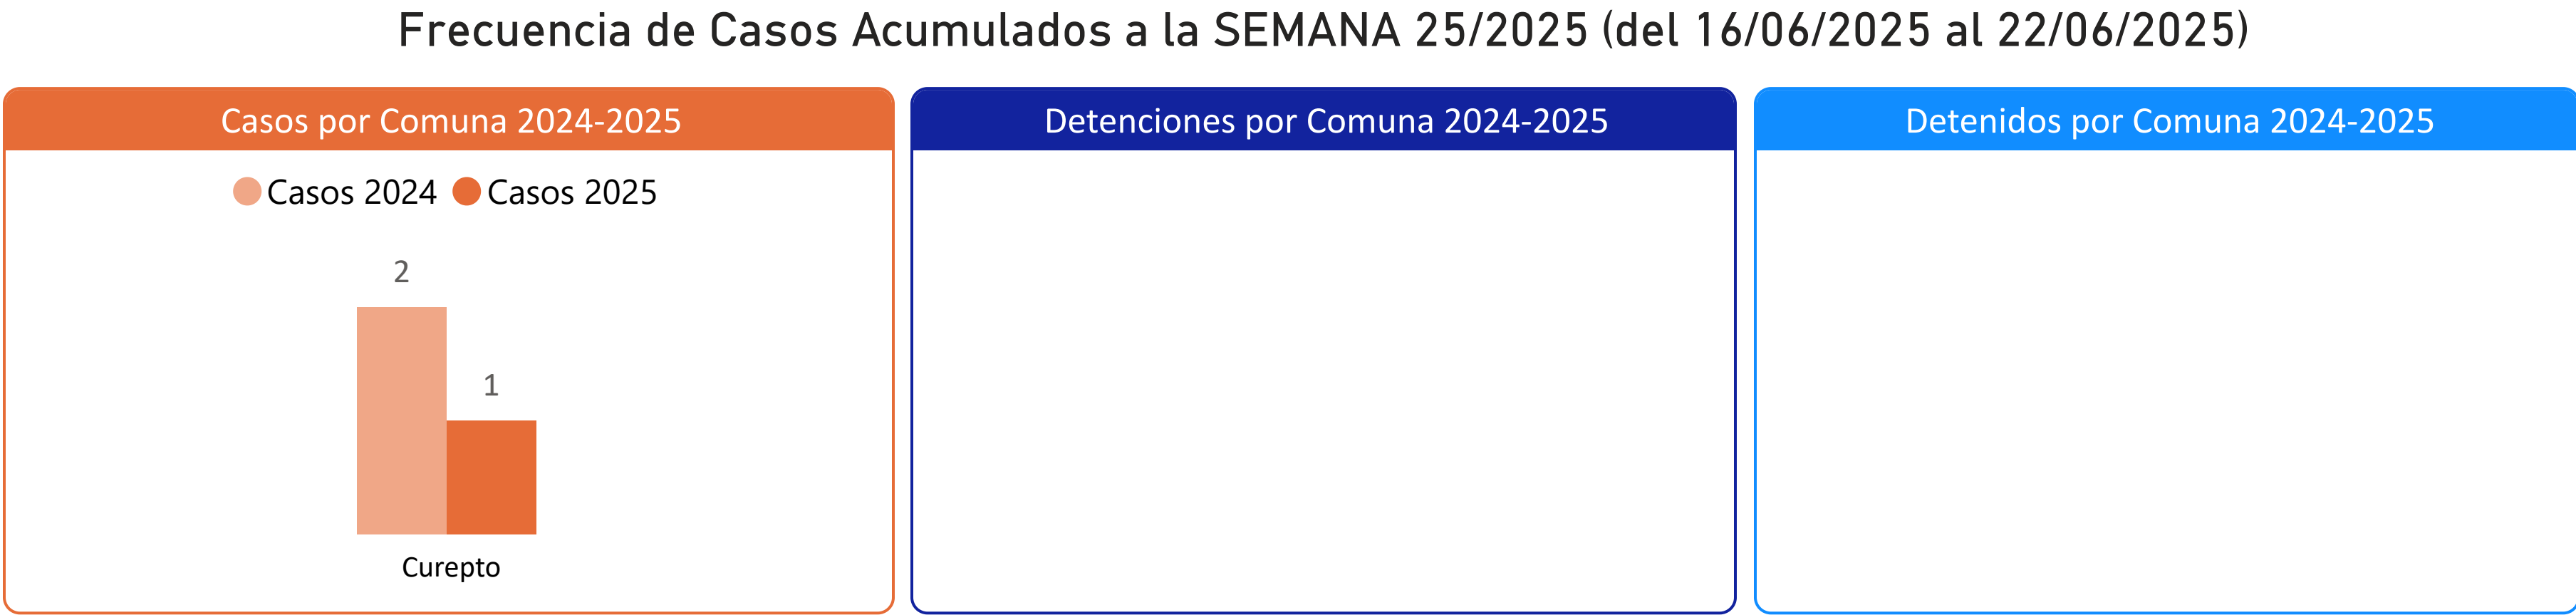 Frecuencia de Casos Acumulados a la SEMANA 25/2025 (del 16/06/2025 al 22/06/2025)
Casos por Comuna 2024-2025
Casos 2024 Casos 2025
2
1
Curepto
Detenciones por Comuna 2024-2025
Detenidos por Comuna 2024-2025